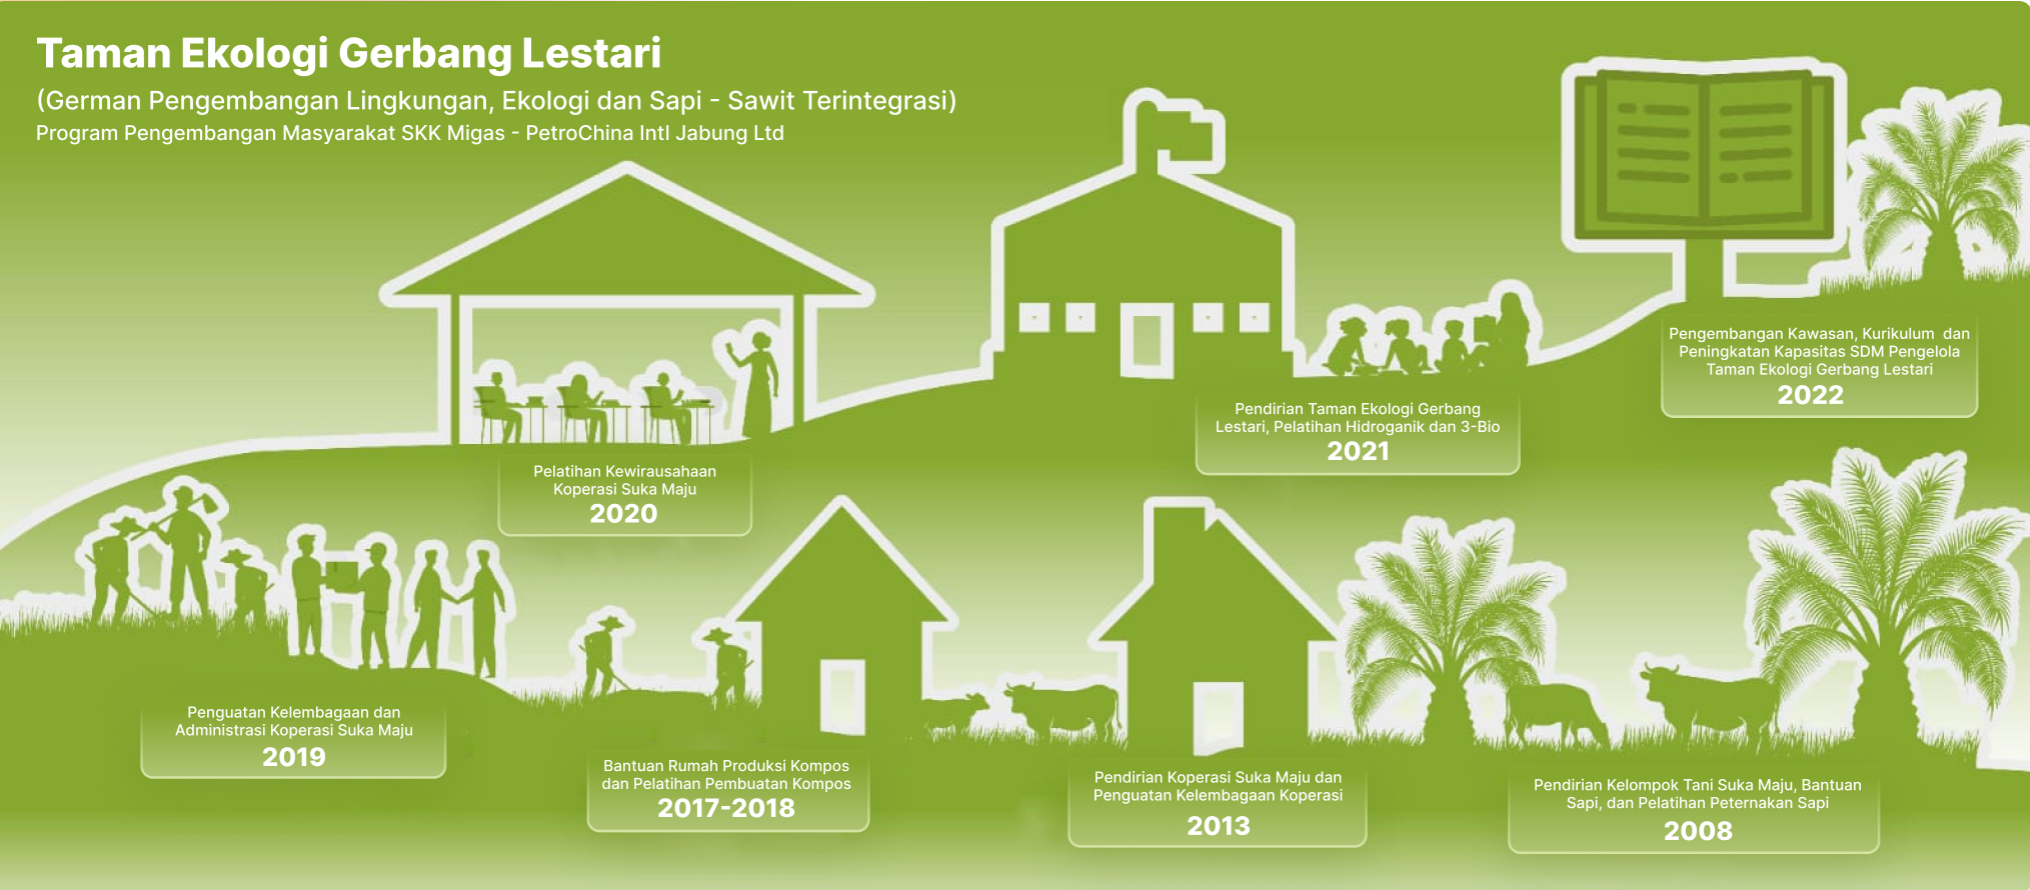 Taman Ekologi Gerbang Lestari
(German Pengembangan Lingkungan, Ekologi dan Sapi - Sawit Terintegrasi)
Program Pengembangan Masyarakat SKK Migas - PetroChina Intl Jabung Ltd
Pengembangan Kawasan, Kurikulum dan
Peningkatan Kapasitas SDM Pengelola
Taman Ekologi Gerbang Lestari
2022
Pendirian Taman Ekologi Gerbang
Lestari, Pelatihan Hidroganik dan 3-Bio
2021
Pelatihan Kewirausahaan
Koperasi Suka Maju
2020
Penguatan Kelembagaan dan
Administrasi Koperasi Suka Maju
2019
Bantuan Rumah Produksi Kompos
dan Pelatihan Pembuatan Kompos
2017-2018
Pendirian Koperasi Suka Maju dan
Penguatan Kelembagaan Koperasi
2013
Pendirian Kelompok Tani Suka Maju, Bantuan
Sapi, dan Pelatihan Peternakan Sapi
2008